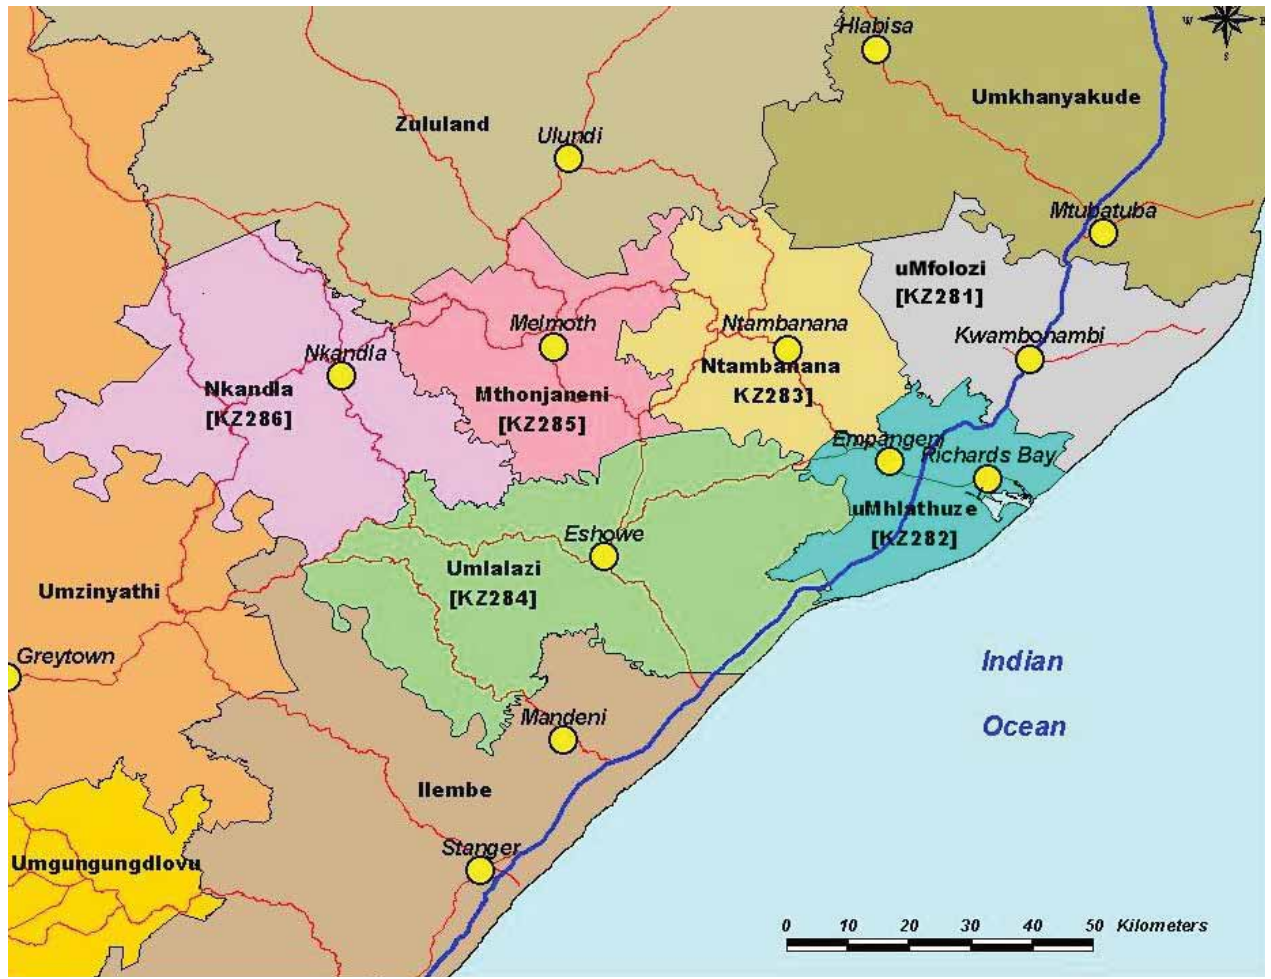 Hlabisa
W
E
S
Umkhanyakude
Zululand
Ulundi
Mtubatuba
uMfolozi
[KZ281]
Kwambonambi
Melmoth
Ntambanana
Nkandla
Ntambanana
KZ283]
Nkandla
[KZ286]
Mthonjaneni
[KZ285]
Empangeni
Richards Bay
uMhlathuze
[KZ282]
Eshowe
Umlalazi
[KZ284]
Umzinyathi
Greytown
Indian
Ocean
Mandeni
Ilembe
Stanger
Umgungungdlovu
0 10 20 30 40 50 Kilometers